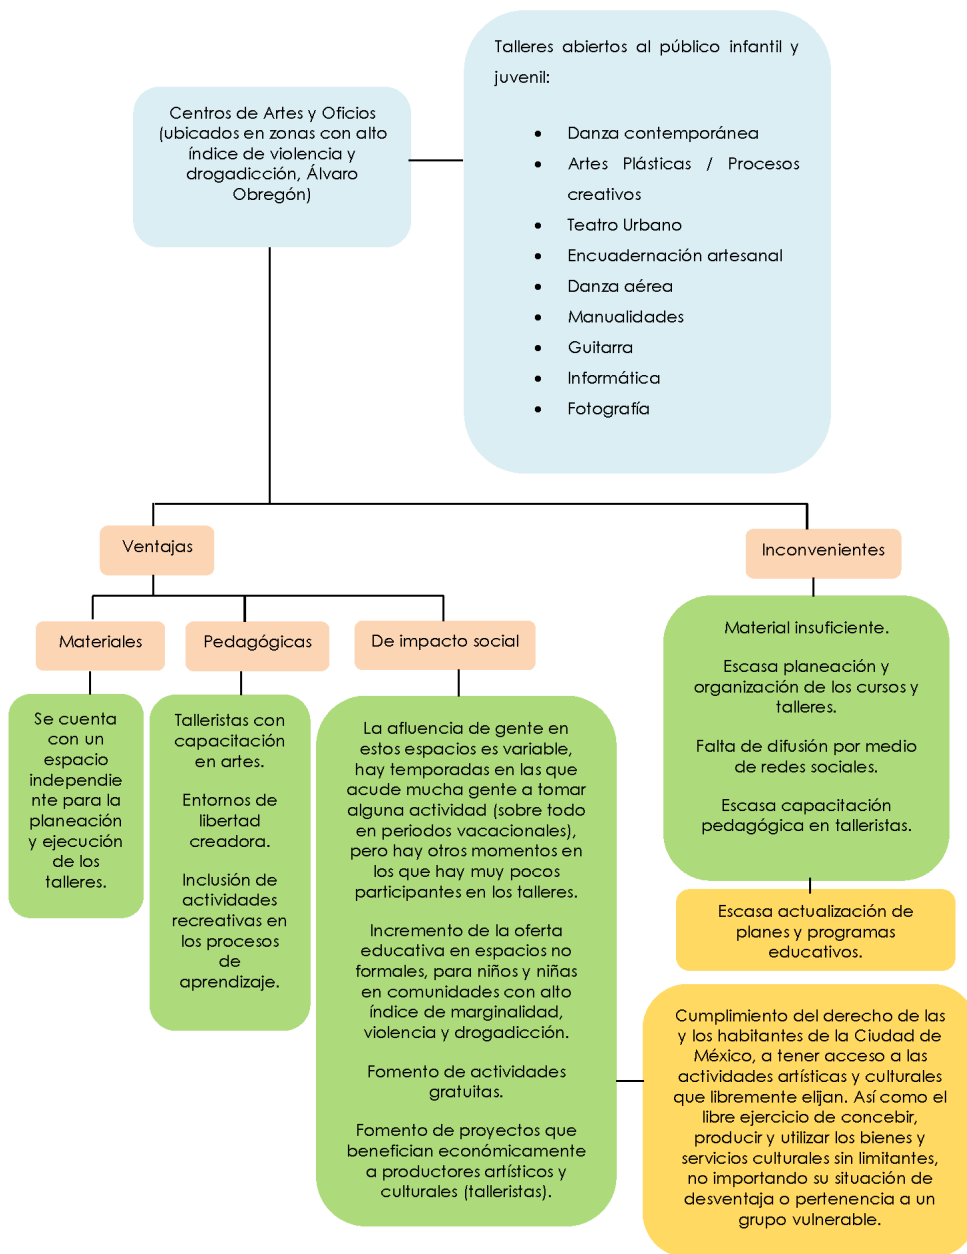 Talleres abiertos al público infantil y
juvenil:
• Danza contemporánea
• Artes Plásticas / Procesos
creativos
• Teatro Urbano
• Encuadernación artesanal
• Danza aérea
• Manualidades
• Guitarra
• Informática
• Fotografía
Centros de Artes y Oficios
(ubicados en zonas con alto
índice de violencia y
drogadicción, Álvaro
Obregón)
Ventajas
Inconvenientes
Materiales
Pedagógicas
De impacto social
Se cuenta
con un
espacio
independie
nte para la
planeación
y ejecución
de los
talleres.
Talleristas con
capacitación
en artes.
Entornos de
libertad
creadora.
Inclusión de
actividades
recreativas en
los procesos
de
aprendizaje.
La afluencia de gente en
estos espacios es variable,
hay temporadas en las que
acude mucha gente a tomar
alguna actividad (sobre todo
en periodos vacacionales),
pero hay otros momentos en
los que hay muy pocos
participantes en los talleres.
Incremento de la oferta
educativa en espacios no
formales, para niños y niñas
en comunidades con alto
índice de marginalidad,
violencia y drogadicción.
Fomento de actividades
gratuitas.
Fomento de proyectos que
benefician económicamente
a productores artísticos y
culturales (talleristas).
Material insuficiente.
Escasa planeación y
organización de los cursos y
talleres.
Falta de difusión por medio
de redes sociales.
Escasa capacitación
pedagógica en talleristas.
Escasa actualización de
planes y programas
educativos.
Cumplimiento del derecho de las
y los habitantes de la Ciudad de
México, a tener acceso a las
actividades artísticas y culturales
que libremente elijan. Así como el
libre ejercicio de concebir,
producir y utilizar los bienes y
servicios culturales sin limitantes,
no importando su situación de
desventaja o pertenencia a un
grupo vulnerable.